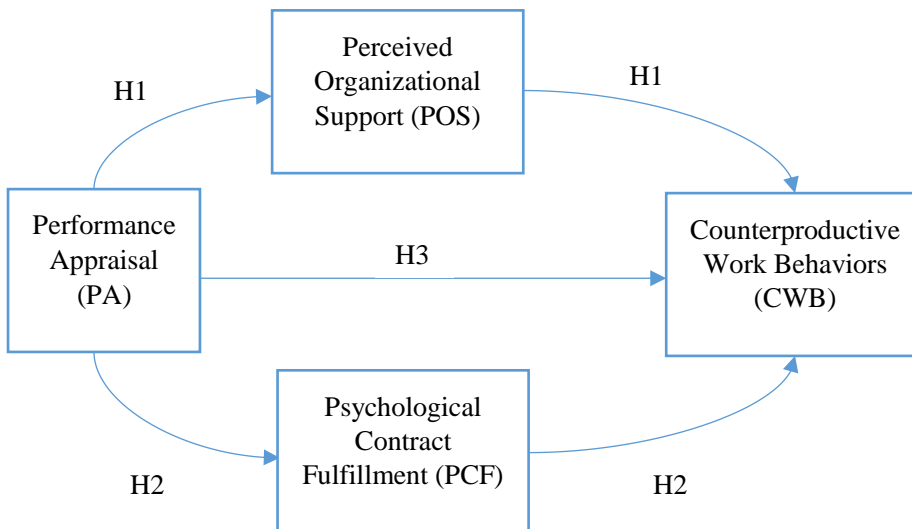 Perceived
Organizational
Support (POS)
H1
H1
Performance
Appraisal
(PA)
H3
Counterproductive
Work Behaviors
(CWB)
Psychological
Contract
Fulfillment (PCF)
H2
H2